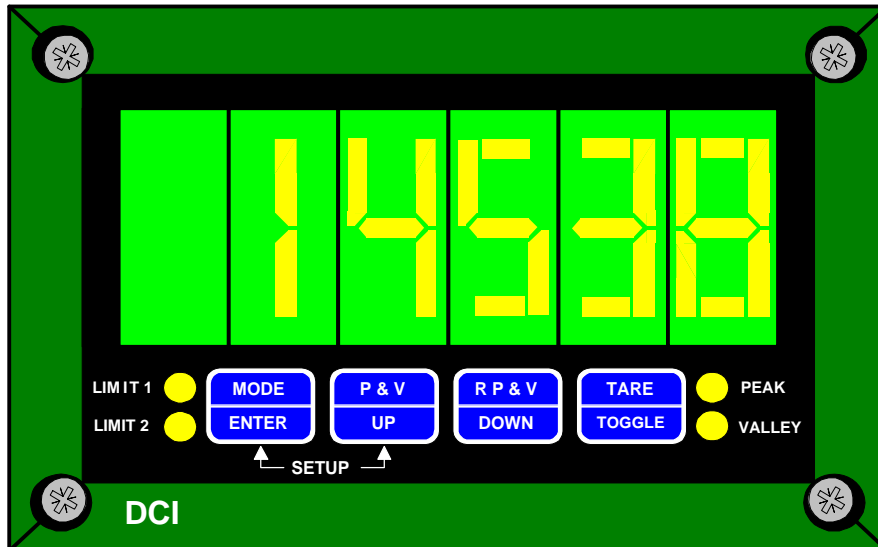 14538
LIMIT 1 MODE P & V R P & V TARE PEAK
LIMIT 2 ENTER UP DOWN TOGGLE VALLEY
SETUP
DCI